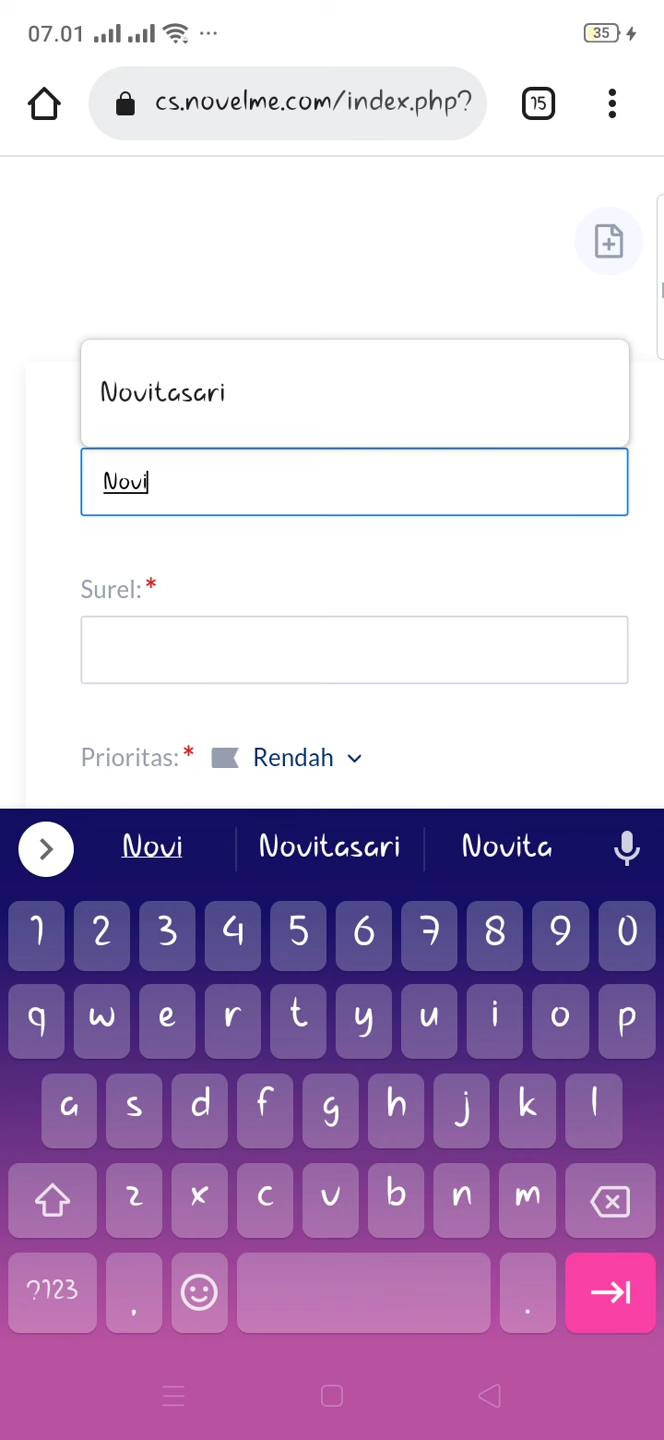 07.01
35
cs.novelme.com/index.php?
15
Novitasari
Novi
Surel:*
Prioritas:* Rendah
Novi Novitasari Novita
1 2 3 4 5 6 7 8 9 0
q w e r t y u i o p
a s d f g h j k l
z x c v b n m
?123 , .